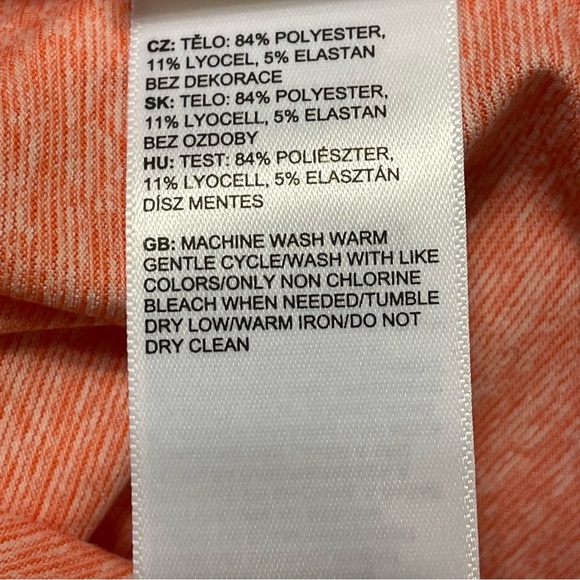 CZ: TĚLO: 84% POLYESTER,
11% LYOCEL, 5% ELASTAN
BEZ DEKORACE
SK: TELO: 84% POLYESTER,
11% LYOCELL, 5% ELASTAN
BEZ OZDOBY
HU: TEST: 84% POLIÉSZTER,
11% LYOCELL, 5% ELASZTÁN
DÍSZ MENTES
GB: MACHINE WASH WARM
GENTLE CYCLE/WASH WITH LIKE
COLORS/ONLY NON CHLORINE
BLEACH WHEN NEEDED/TUMBLE
DRY LOW/WARM IRON/DO NOT
DRY CLEAN